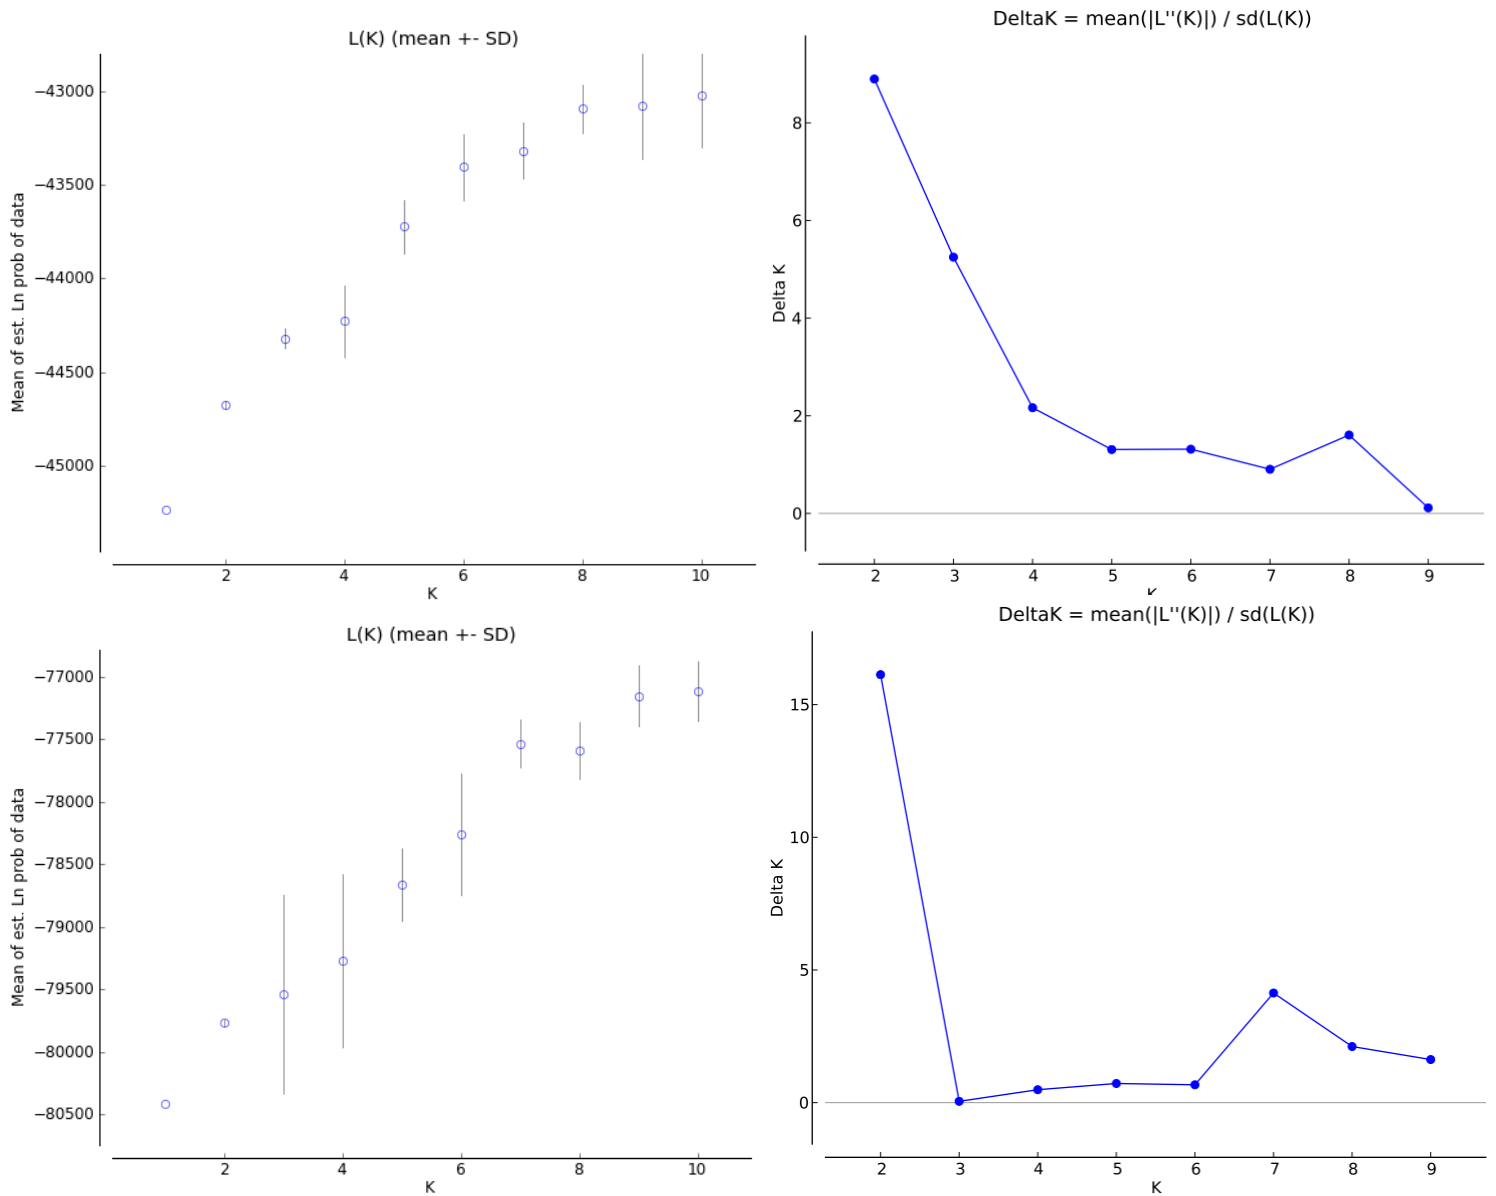 L(K) (mean +- SD)
Mean of est. Ln prob of data
−43000
−43500
−44000
−44500
−45000
2 4 6 8 10
K
DeltaK = mean(|L''(K)|) / sd(L(K))
Delta K
8
6
4
2
0
2 3 4 5 6 7 8 9
K
L(K) (mean +- SD)
Mean of est. Ln prob of data
−77000
−77500
−78000
−78500
−79000
−79500
−80000
−80500
2 4 6 8 10
K
DeltaK = mean(|L''(K)|) / sd(L(K))
Delta K
15
10
5
0
2 3 4 5 6 7 8 9
K